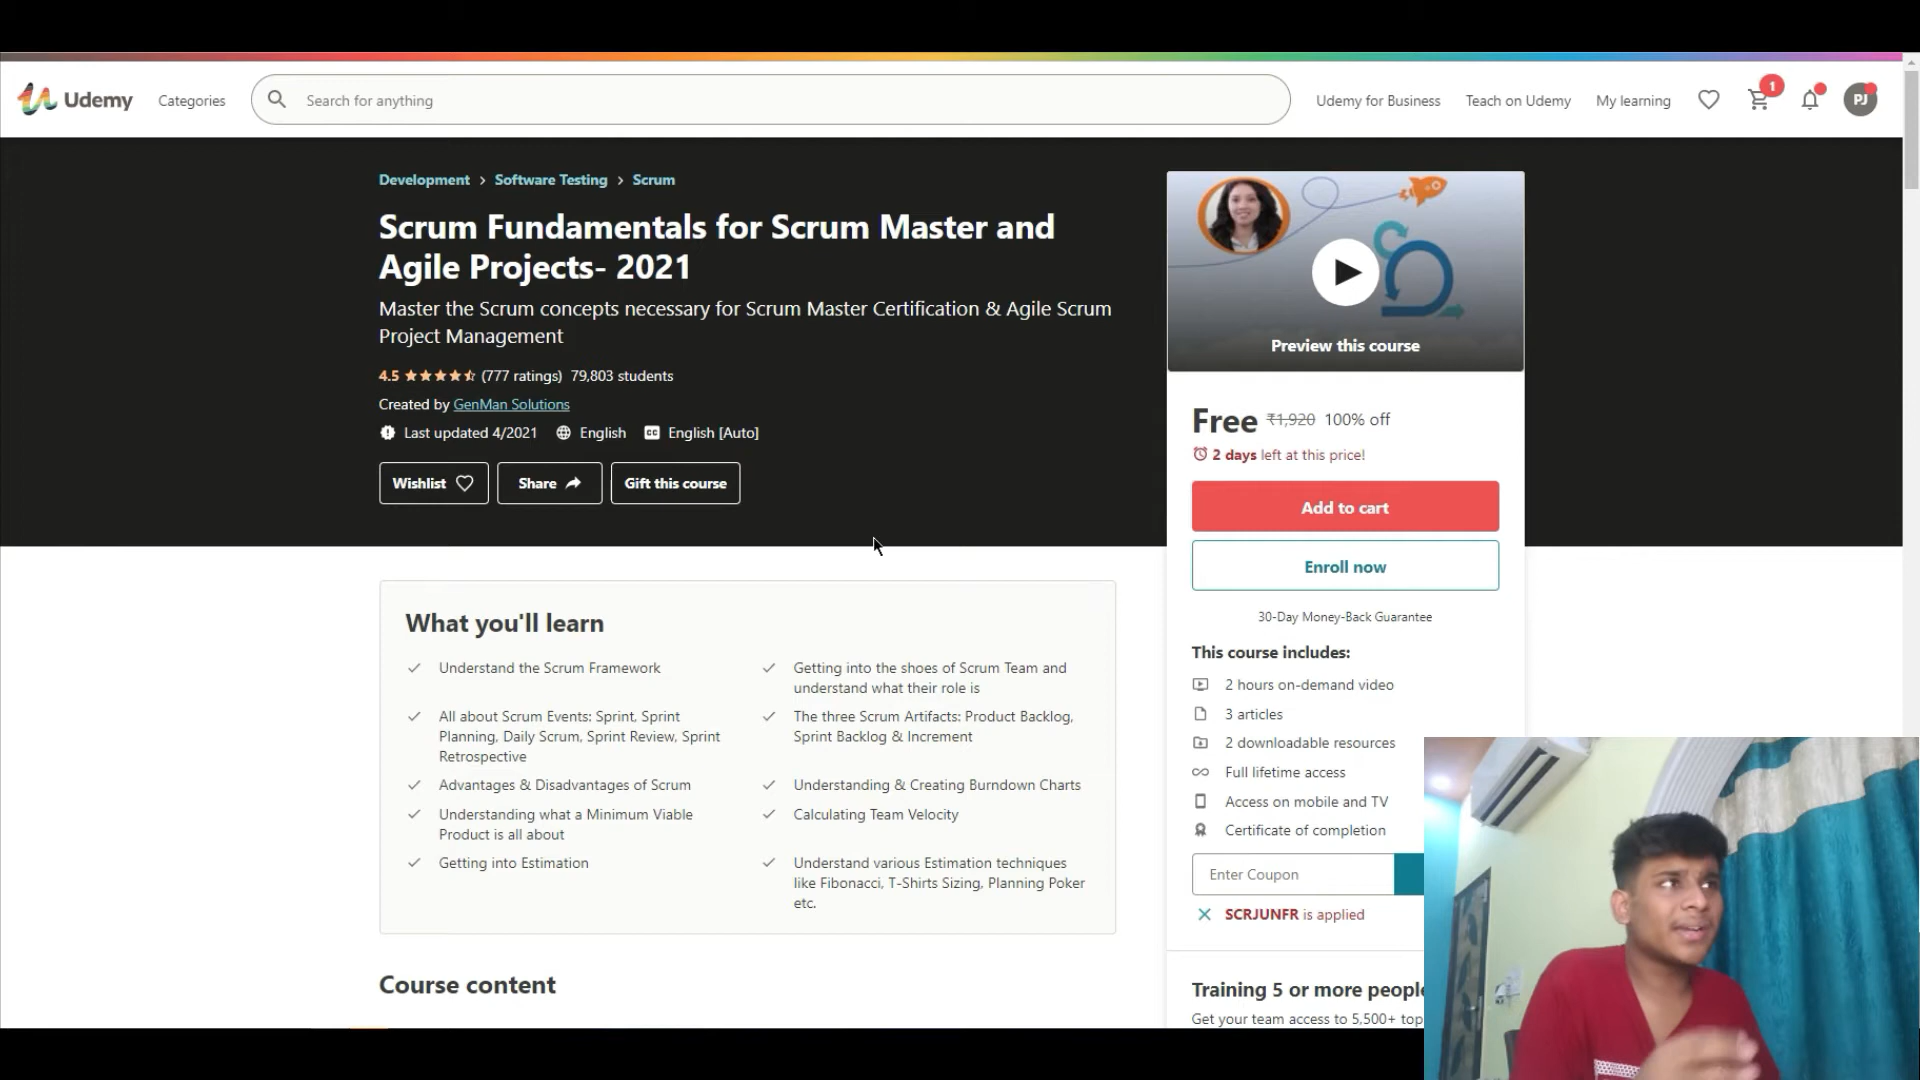 Udemy
Categories
Search for anything
Udemy for Business
Teach on Udemy
My learning
1
PJ
Development > Software Testing > Scrum
Scrum Fundamentals for Scrum Master and
Agile Projects- 2021
Master the Scrum concepts necessary for Scrum Master Certification & Agile Scrum
Project Management
4.5 (777 ratings) 79,803 students
Created by GenMan Solutions
Last updated 4/2021 English CC English [Auto]
Wishlist
Share
Gift this course
Preview this course
Free ₹1,920 100% off
2 days left at this price!
Add to cart
Enroll now
30-Day Money-Back Guarantee
This course includes:
2 hours on-demand video
3 articles
2 downloadable resources
Full lifetime access
Access on mobile and TV
Certificate of completion
Enter Coupon
SCRJUNFR is applied
Training 5 or more people
Get your team access to 5,500+ top
What you'll learn
Understand the Scrum Framework
Getting into the shoes of Scrum Team and
understand what their role is
All about Scrum Events: Sprint, Sprint
Planning, Daily Scrum, Sprint Review, Sprint
Retrospective
The three Scrum Artifacts: Product Backlog,
Sprint Backlog & Increment
Advantages & Disadvantages of Scrum
Understanding & Creating Burndown Charts
Understanding what a Minimum Viable
Product is all about
Calculating Team Velocity
Getting into Estimation
Understand various Estimation techniques
like Fibonacci, T-Shirts Sizing, Planning Poker
etc.
Course content